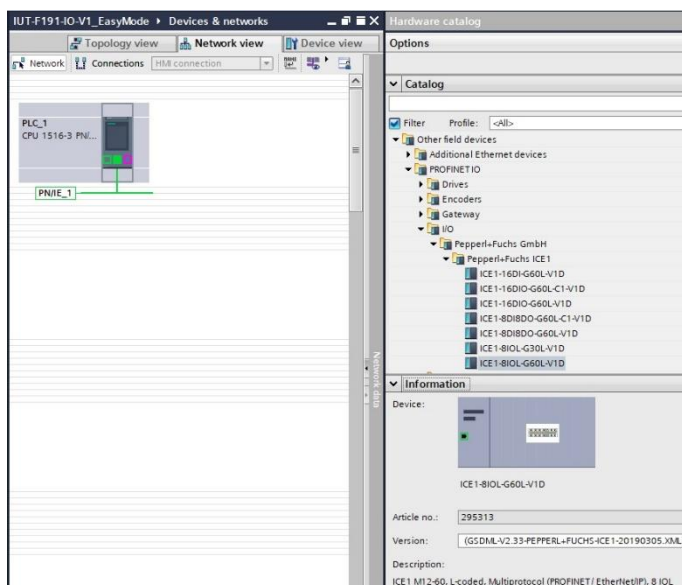 IUT-F191-IO-V1_EasyMode ▸ Devices & networks
Topology view
Network view
Device view
Network
Connections
HMI connection
PLC_1
CPU 1516-3 PN/...
PN/IE_1
Network data
Hardware catalog
Options
Catalog
Filter
Profile:
<All>
Other field devices
Additional Ethernet devices
PROFINET IO
Drives
Encoders
Gateway
I/O
Pepperl+Fuchs GmbH
Pepperl+Fuchs ICE1
ICE1-16DI-G60L-V1D
ICE1-16DIO-G60L-C1-V1D
ICE1-16DIO-G60L-V1D
ICE1-8DI8DO-G60L-C1-V1D
ICE1-8DI8DO-G60L-V1D
ICE1-8IOL-G30L-V1D
ICE1-8IOL-G60L-V1D
Information
Device:
ICE1-8IOL-G60L-V1D
Article no.:
295313
Version:
(GSDML-V2.33-PEPPERL+FUCHS-ICE1-20190305.XML
Description:
ICE1 M12-60, L-coded, Multiprotocol (PROFINET/ EtherNet/IP), 8 IOL